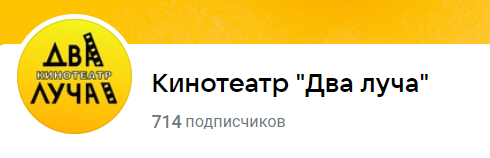 ДВА
КИНОТЕАТР
ЛУЧА
Кинотеатр "Два луча"
714 подписчиков